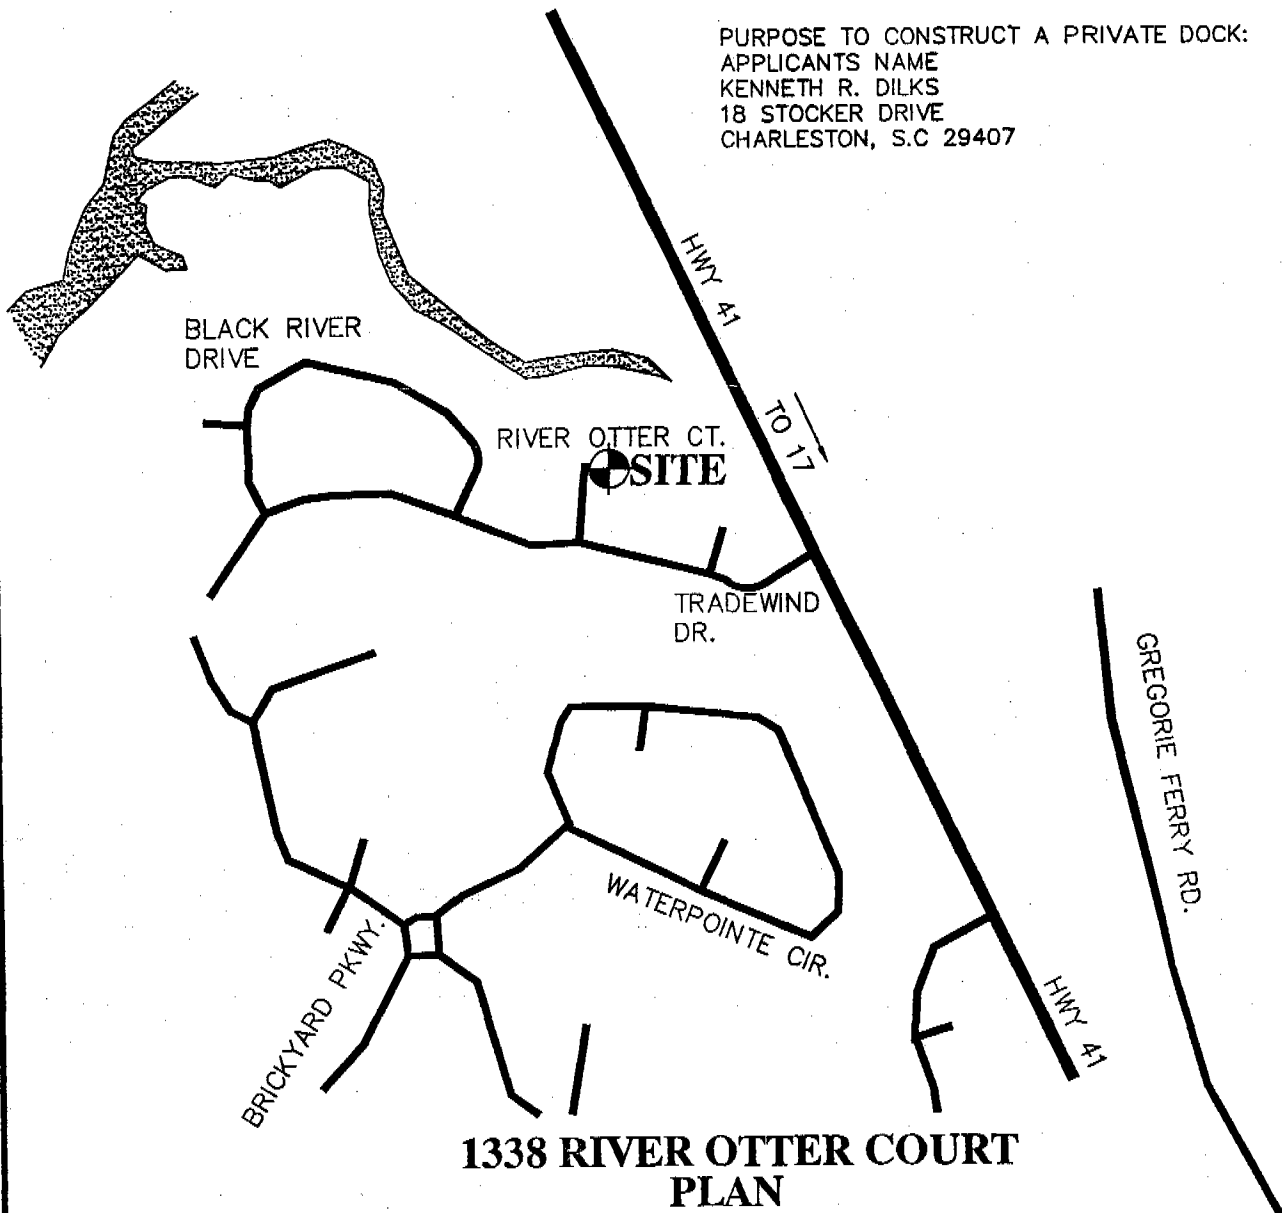 PURPOSE TO CONSTRUCT A PRIVATE DOCK:
APPLICANTS NAME
KENNETH R. DILKS
18 STOCKER DRIVE
CHARLESTON, S.C 29407
HWY 41
BLACK RIVER
DRIVE
TO 17
RIVER OTTER CT.
SITE
TRADEWIND
DR.
GREGORIE FERRY RD.
WATERPOINTE CIR.
BRICKYARD PKWY.
HWY 41
1338 RIVER OTTER COURT
PLAN